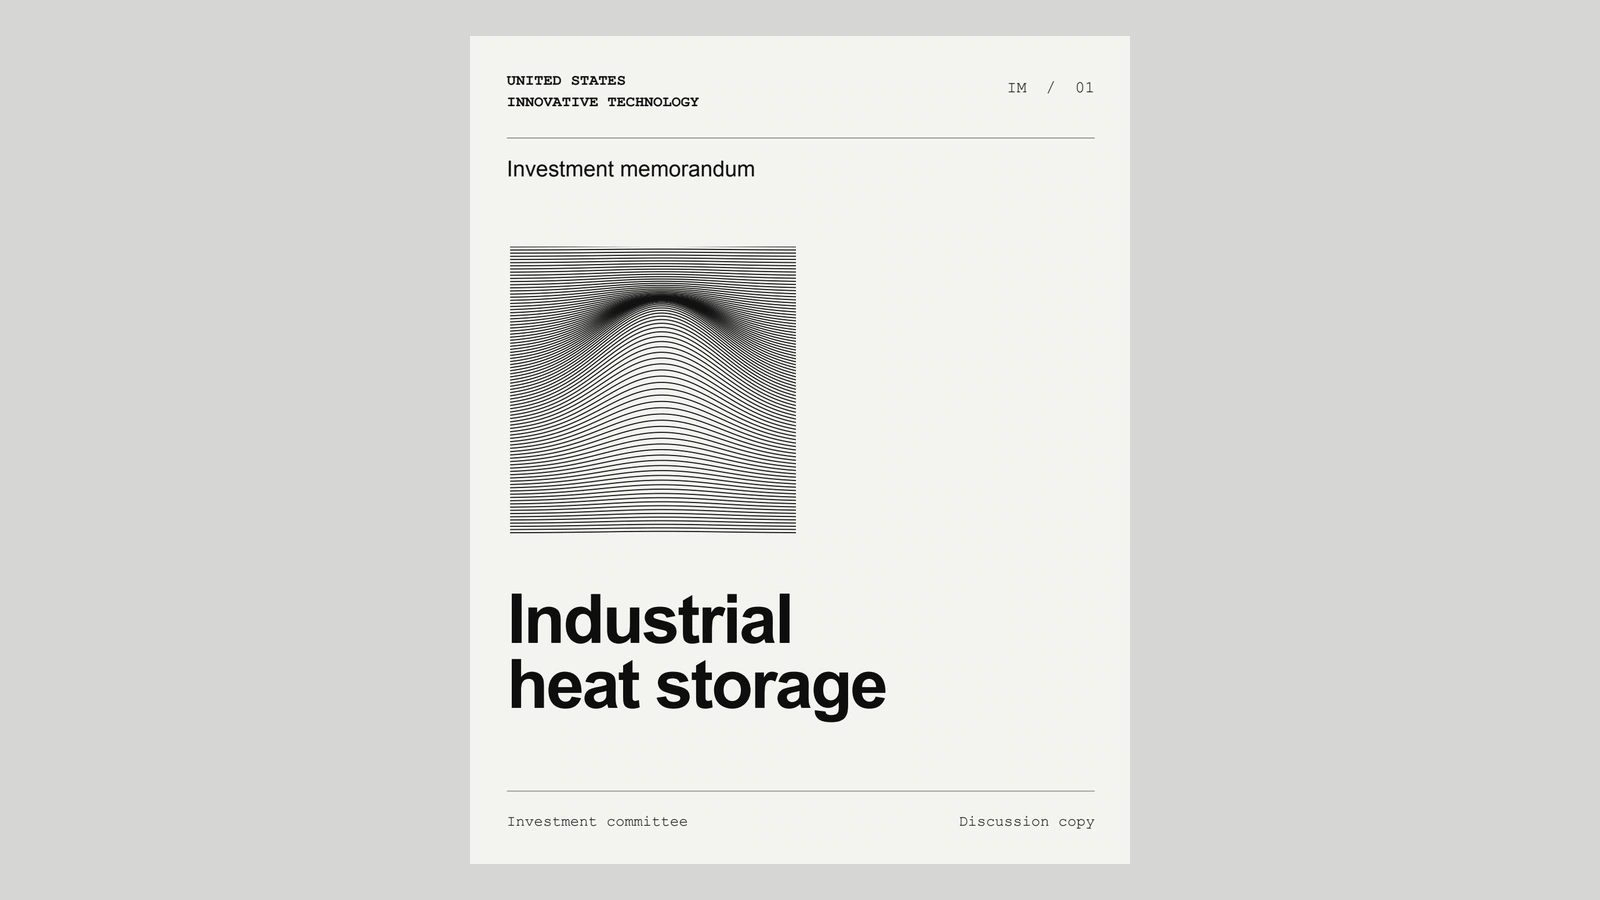 UNITED STATES
INNOVATIVE TECHNOLOGY
IM / 01
Investment memorandum
Industrial
heat storage
Investment committee
Discussion copy